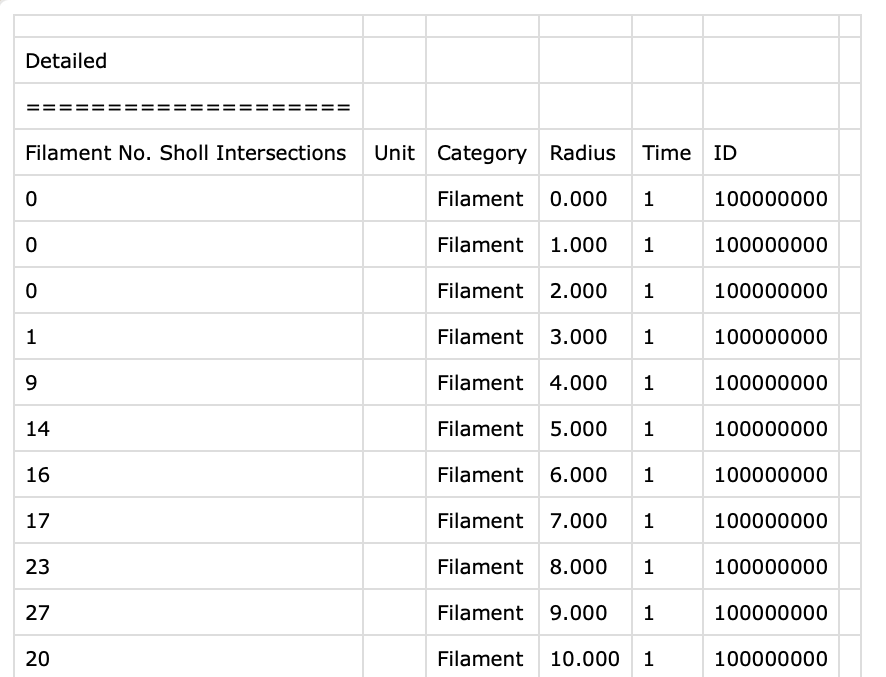 Detailed
====================
Filament No. Sholl Intersections Unit Category Radius Time ID
0 Filament 0.000 1 100000000
0 Filament 1.000 1 100000000
0 Filament 2.000 1 100000000
1 Filament 3.000 1 100000000
9 Filament 4.000 1 100000000
14 Filament 5.000 1 100000000
16 Filament 6.000 1 100000000
17 Filament 7.000 1 100000000
23 Filament 8.000 1 100000000
27 Filament 9.000 1 100000000
20 Filament 10.000 1 100000000